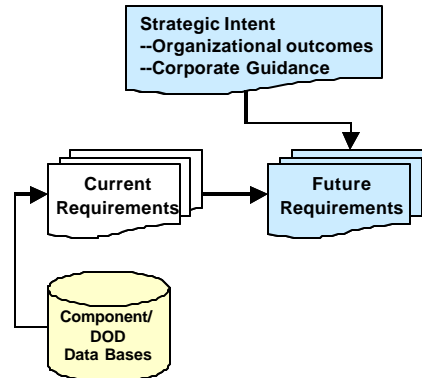 Strategic Intent
--Organizational outcomes
--Corporate Guidance
Current
Requirements
Future
Requirements
Component/
DOD
Data Bases